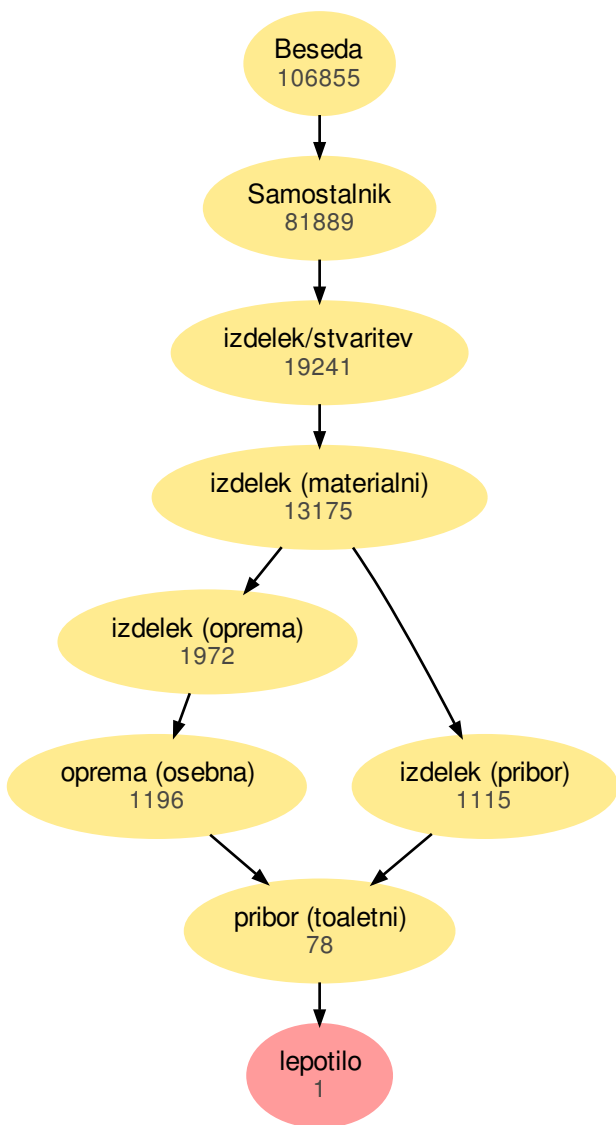 Beseda
106855
Samostalnik
81889
izdelek/stvaritev
19241
izdelek (materialni)
13175
izdelek (oprema)
1972
oprema (osebna)
1196
izdelek (pribor)
1115
pribor (toaletni)
78
lepotilo
1